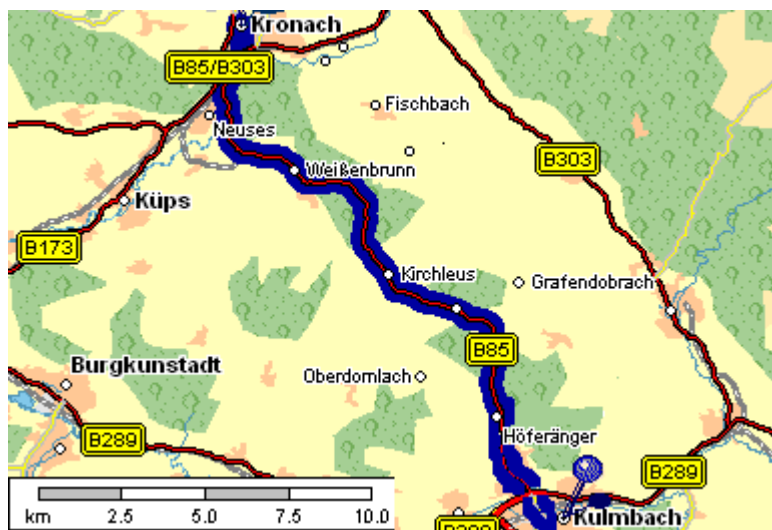 Kronach
B85/B303
Fischbach
Neuses
B303
Weißenbrunn
Küps
B173
Kirchleus
Grafendobrach
B85
Burgkunstadt
Oberdornlach
Höferänger
B289
B289
Kulmbach
km 2.5 5.0 7.5 10.0